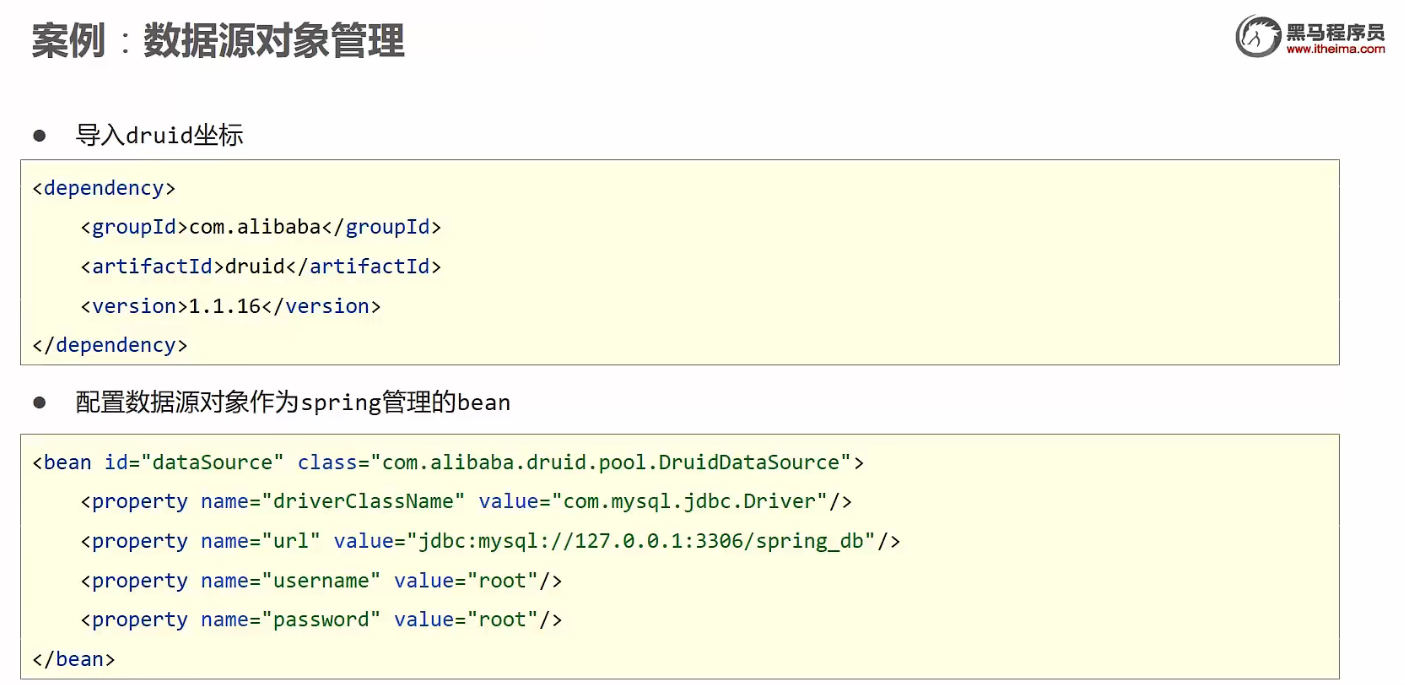 案例：数据源对象管理
黑马程序员
www.itheima.com
● 导入druid坐标
<dependency>
    <groupId>com.alibaba</groupId>
    <artifactId>druid</artifactId>
    <version>1.1.16</version>
</dependency>
● 配置数据源对象作为spring管理的bean
<bean id="dataSource" class="com.alibaba.druid.pool.DruidDataSource">
    <property name="driverClassName" value="com.mysql.jdbc.Driver"/>
    <property name="url" value="jdbc:mysql://127.0.0.1:3306/spring_db"/>
    <property name="username" value="root"/>
    <property name="password" value="root"/>
</bean>